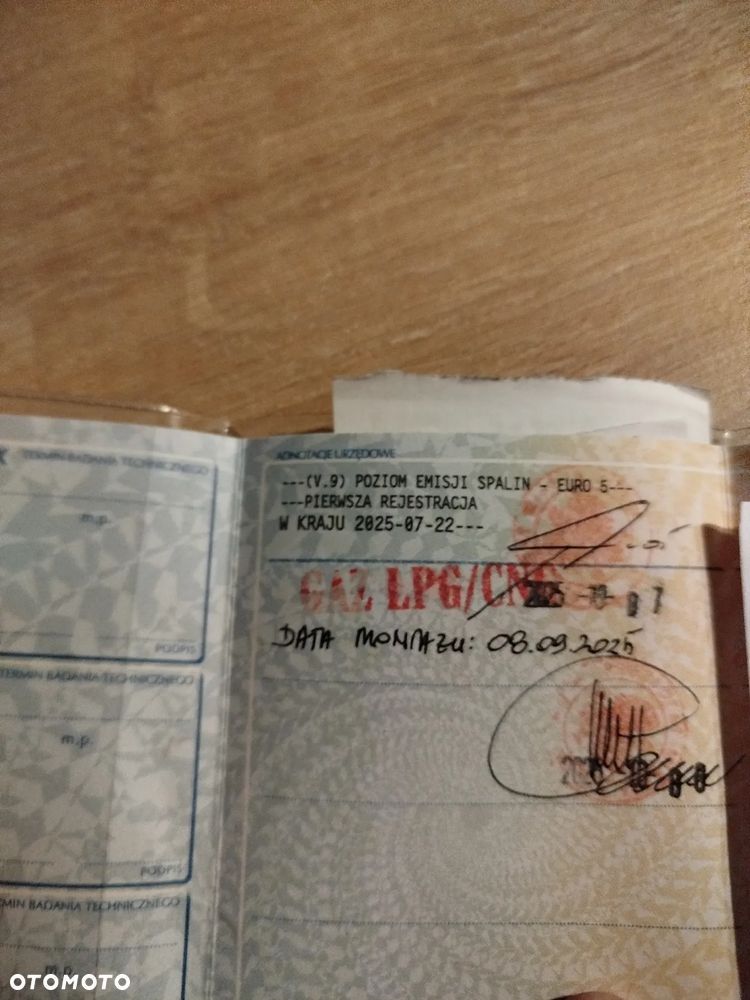 TERMIN BADANIA TECHNICZNEGO
m.p.
PODPIS
TERMIN BADANIA TECHNICZNEGO
m.p.
PODPIS
TERMIN BADANIA TECHNICZNEGO
m.p.
ADNOTACJE URZĘDOWE
---(V.9) POZIOM EMISJI SPALIN - EURO 5---
---PIERWSZA REJESTRACJA
W KRAJU 2025-07-22---
GAZ LPG/CNG
DATA MONTAŻU: 08.09.2025
OTOMOTO